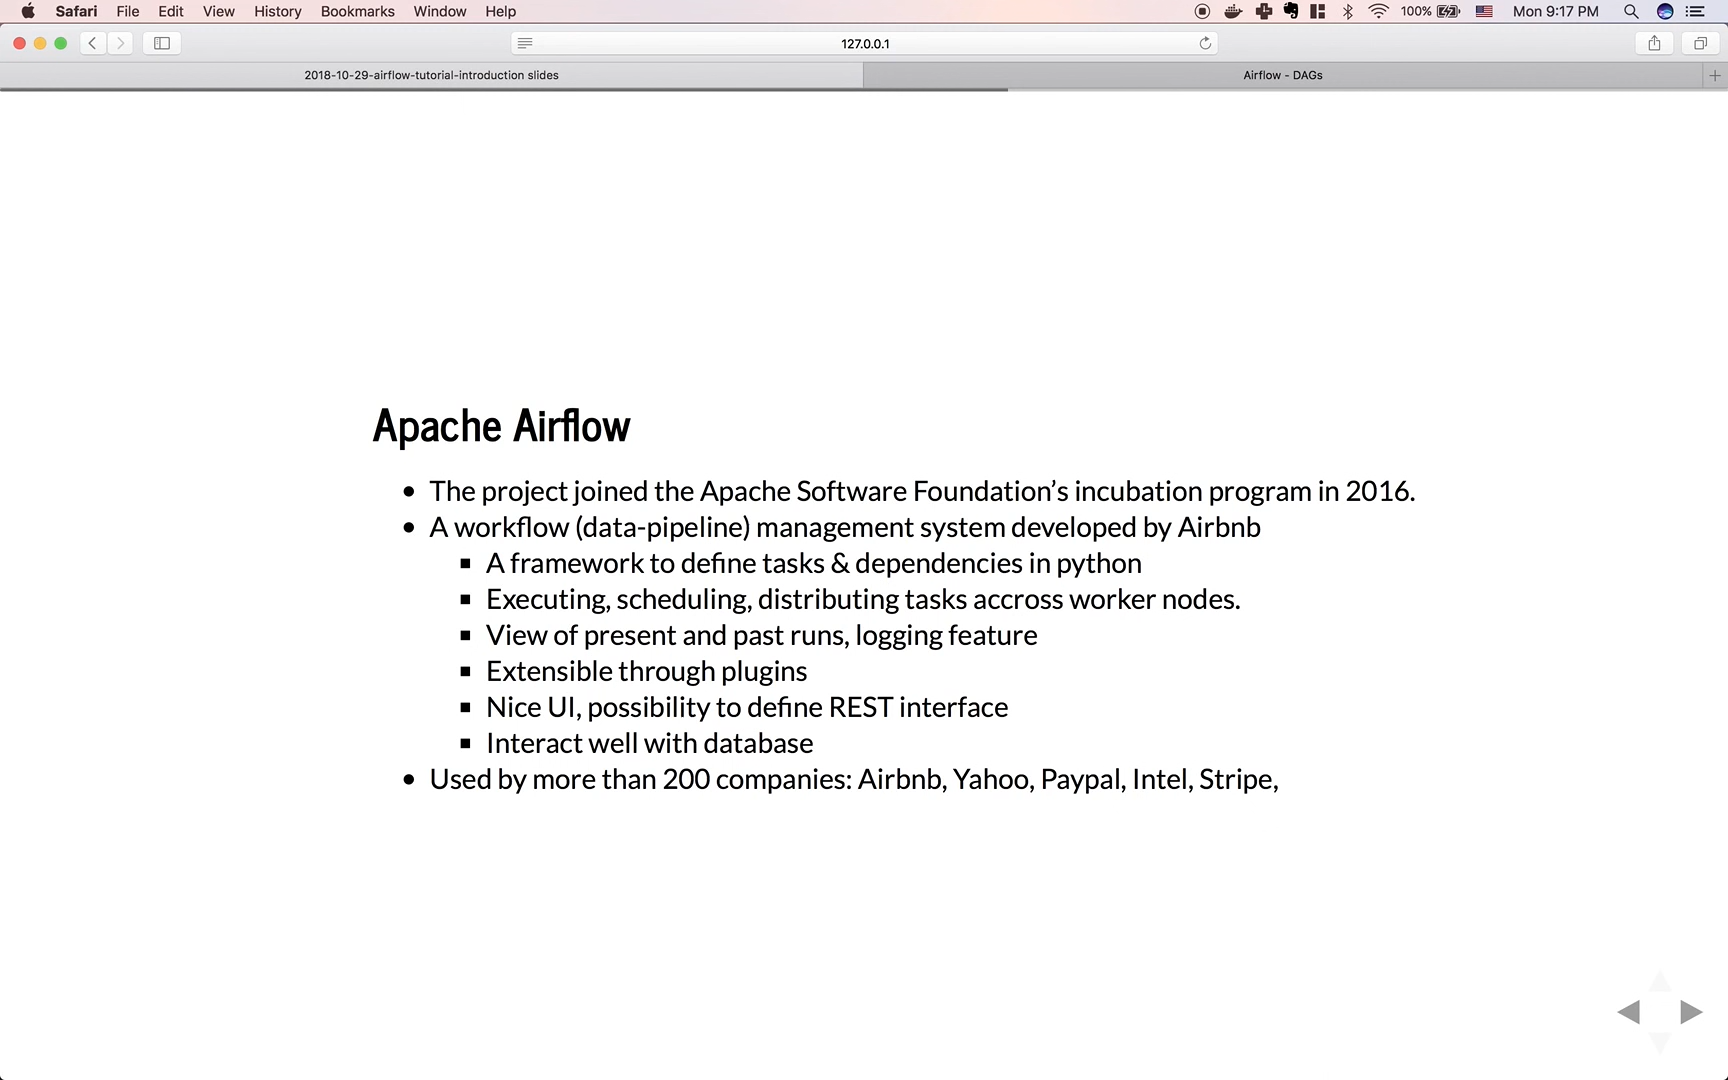 Safari File Edit View History Bookmarks Window Help 100% Mon 9:17 PM
127.0.0.1
2018-10-29-airflow-tutorial-introduction slides Airflow - DAGs
Apache Airflow
The project joined the Apache Software Foundation’s incubation program in 2016.
A workflow (data-pipeline) management system developed by Airbnb
A framework to define tasks & dependencies in python
Executing, scheduling, distributing tasks accross worker nodes.
View of present and past runs, logging feature
Extensible through plugins
Nice UI, possibility to define REST interface
Interact well with database
Used by more than 200 companies: Airbnb, Yahoo, Paypal, Intel, Stripe,